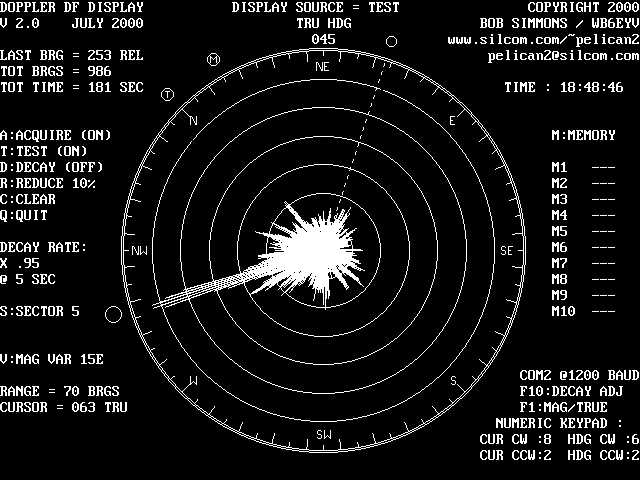 DOPPLER DF DISPLAY
V 2.0    JULY 2000
DISPLAY SOURCE = TEST
TRU HDG
045
COPYRIGHT 2000
BOB SIMMONS / WB6EYV
www.silcom.com/~pelican2
pelican2@silcom.com
LAST BRG = 253 REL
TOT BRGS = 986
TOT TIME = 181 SEC
TIME : 18:48:46
M
T
NE
N
E
A:ACQUIRE (ON)
T:TEST (ON)
D:DECAY (OFF)
R:REDUCE 10%
C:CLEAR
Q:QUIT
M:MEMORY
M1 ---
M2 ---
M3 ---
M4 ---
M5 ---
M6 ---
M7 ---
M8 ---
M9 ---
M10 ---
NW
SE
DECAY RATE:
X .95
@ 5 SEC
S:SECTOR 5
V:MAG VAR 15E
RANGE = 70 BRGS
CURSOR = 063 TRU
W
S
SW
COM2 @1200 BAUD
F10:DECAY ADJ
F1:MAG/TRUE
NUMERIC KEYPAD :
CUR CW :8 HDG CW :6
CUR CCW:2 HDG CCW:2